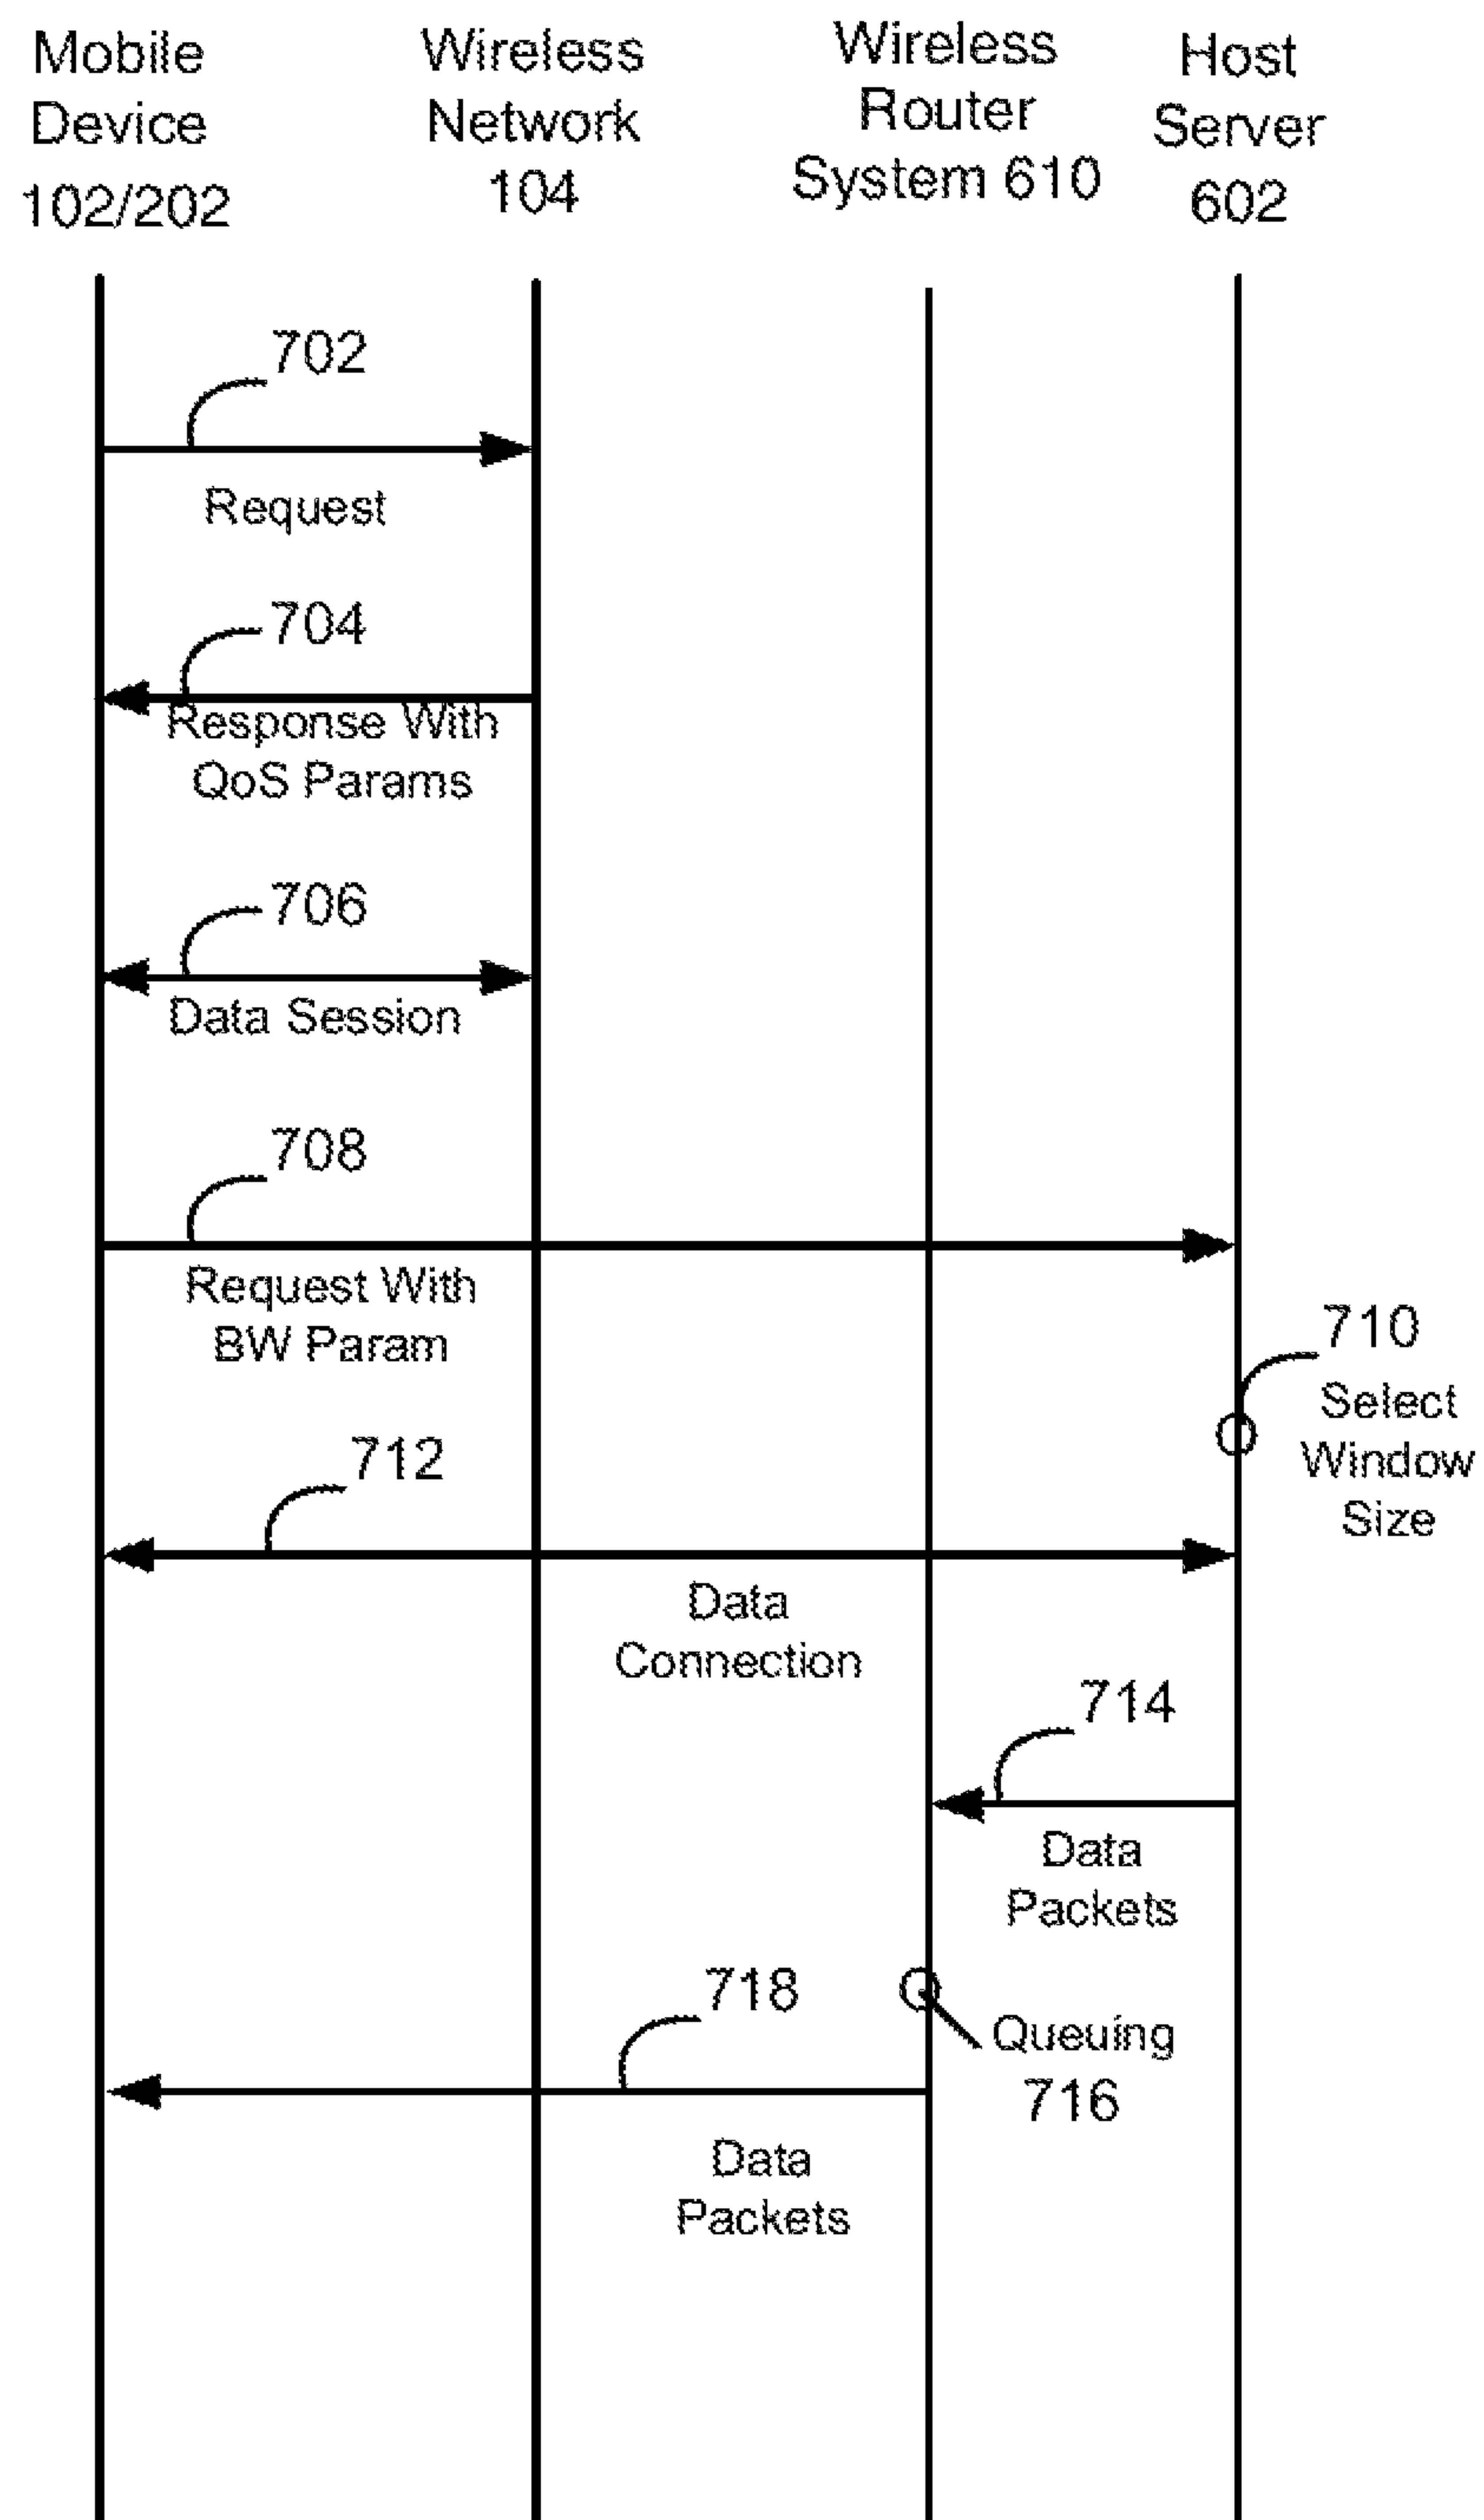 Mobile
Device
102/202
Wireless
Network
104
Wireless
Router
System 610
Host
Server
602
702
Request
704
Response With
QoS Params
706
Data Session
708
Request With
BW Param
710
Select
Window
Size
712
Data
Connection
714
Data
Packets
Queuing
716
718
Data
Packets